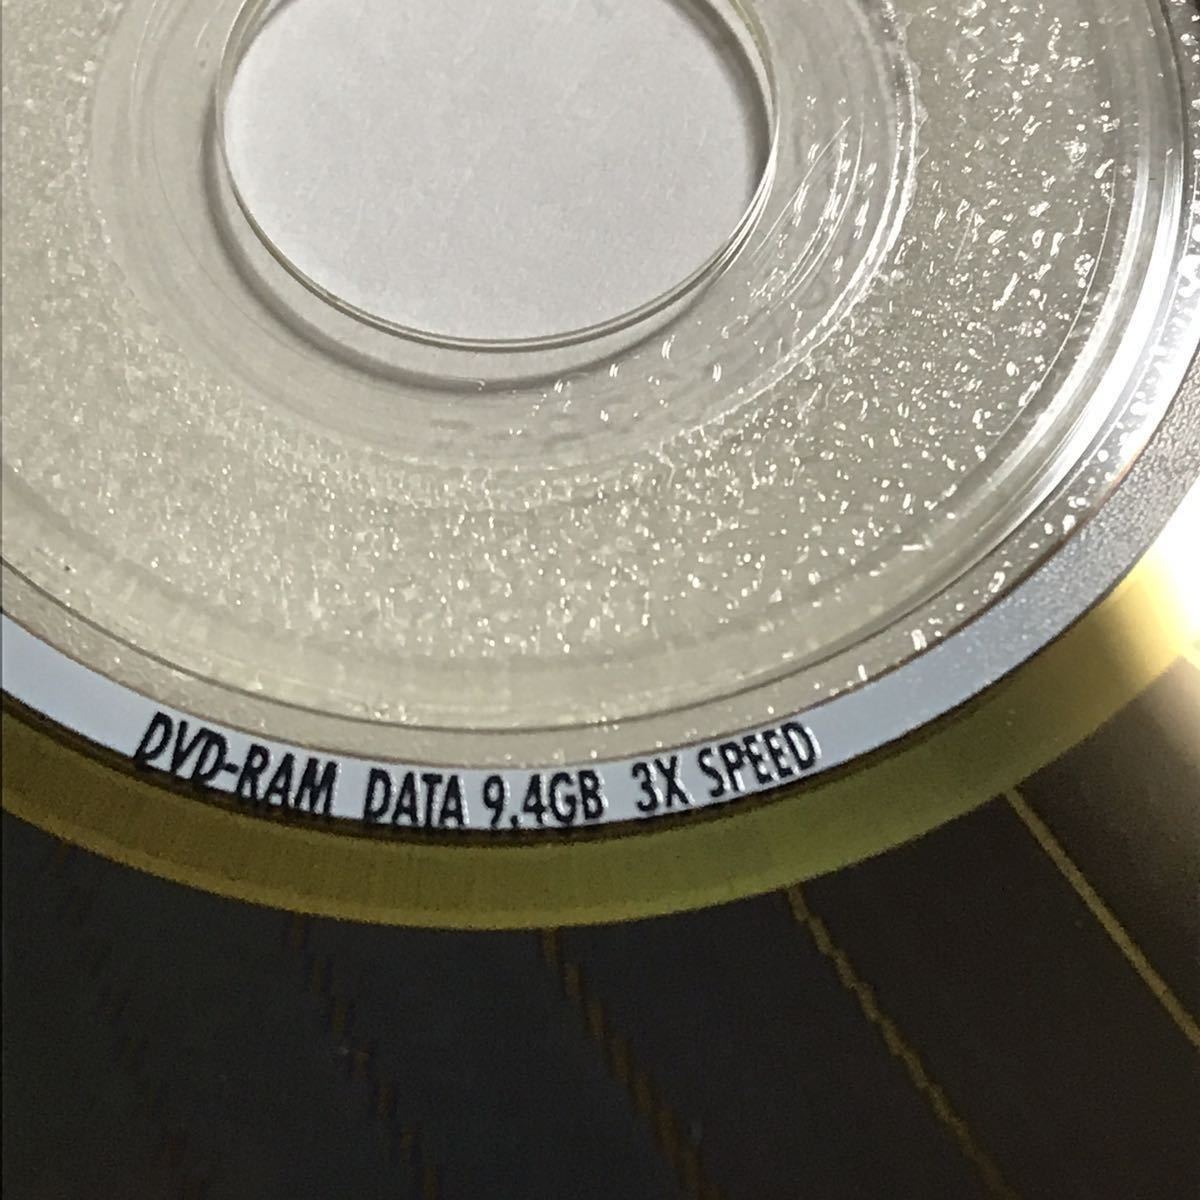 DVD-RAM DATA 9.4GB 3X SPEED